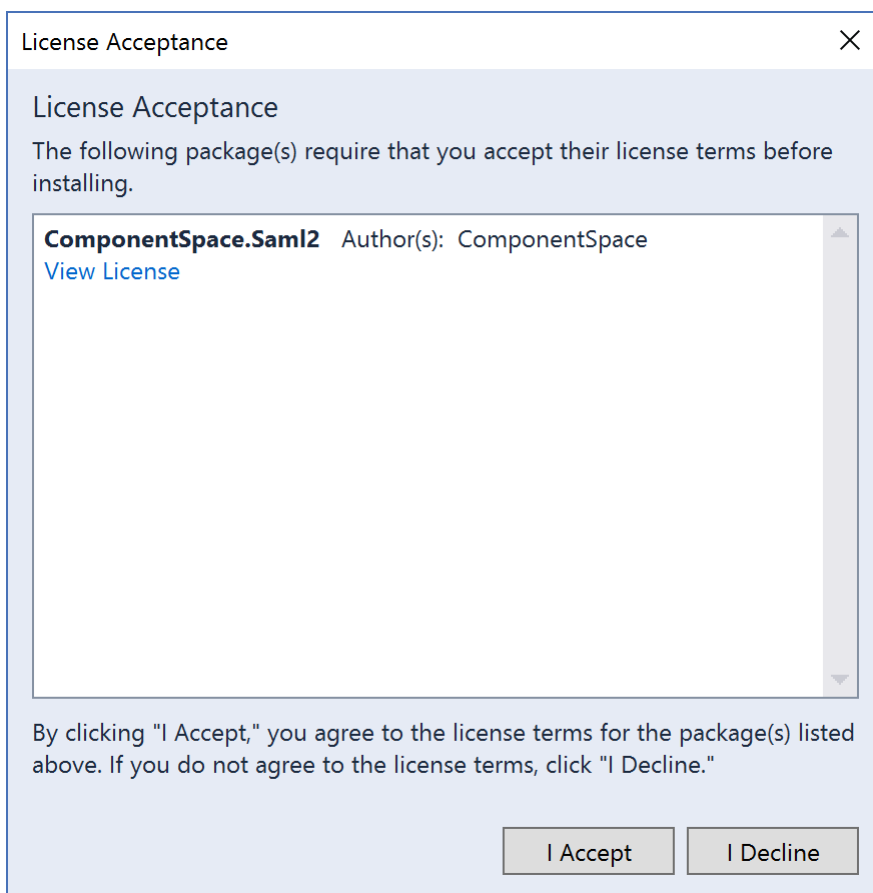 License Acceptance
License Acceptance
The following package(s) require that you accept their license terms before
installing.
ComponentSpace.Saml2 Author(s): ComponentSpace
View License
By clicking "I Accept," you agree to the license terms for the package(s) listed
above. If you do not agree to the license terms, click "I Decline."
I Accept I Decline